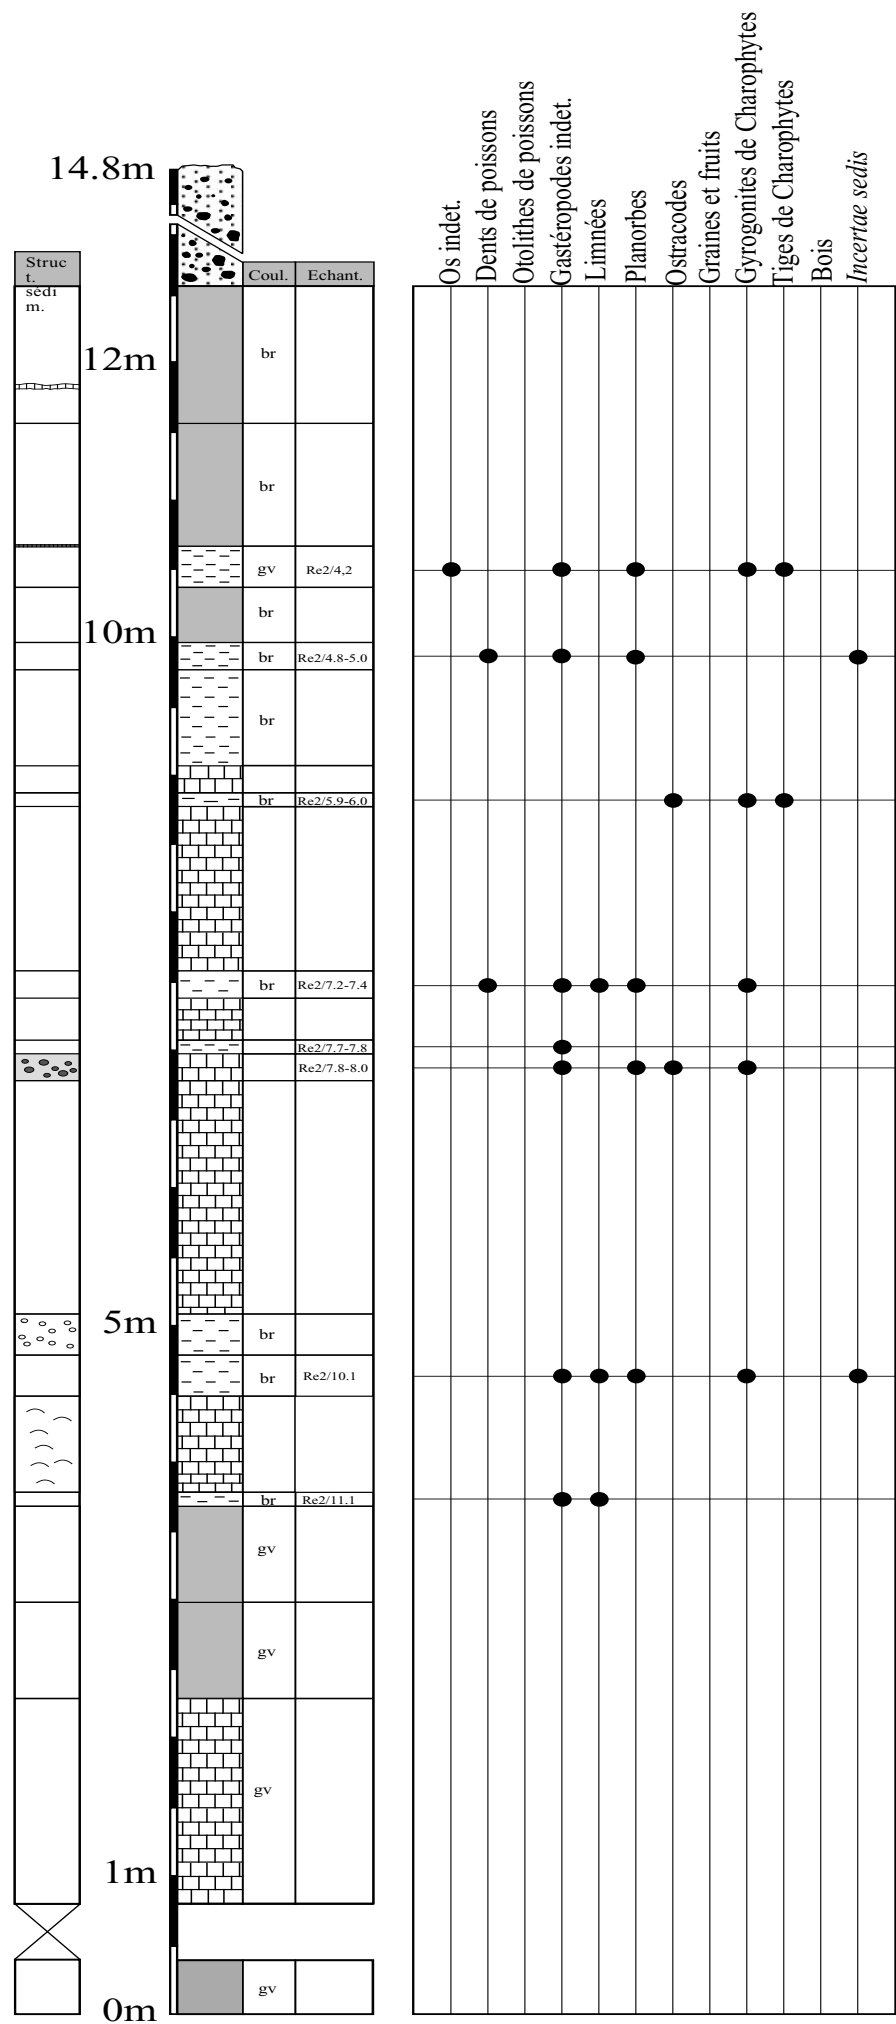 Os indet.
Dents de poissons
Otolithes de poissons
Gastéropodes indet.
Limnées
Planorbes
Ostracodes
Graines et fruits
Gyrogonites de Charophytes
Tiges de Charophytes
Bois
Incertae sedis
14.8m
Struc
t.
sédi
m.
Coul. Echant.
br
12m
br
gv Re2/4,2
br
10m
br Re2/4.8-5.0
br
br Re2/5.9-6.0
br Re2/7.2-7.4
Re2/7.7-7.8
Re2/7.8-8.0
5m
br
br Re2/10.1
br Re2/11.1
gv
gv
gv
1m
gv
0m